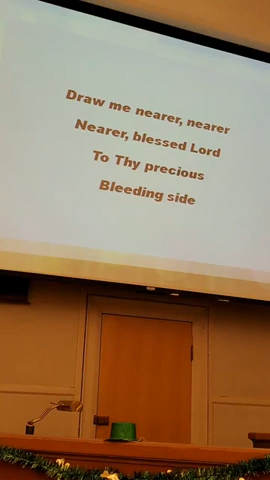 Draw me nearer, nearer
Nearer, blessed Lord
To Thy precious
Bleeding side